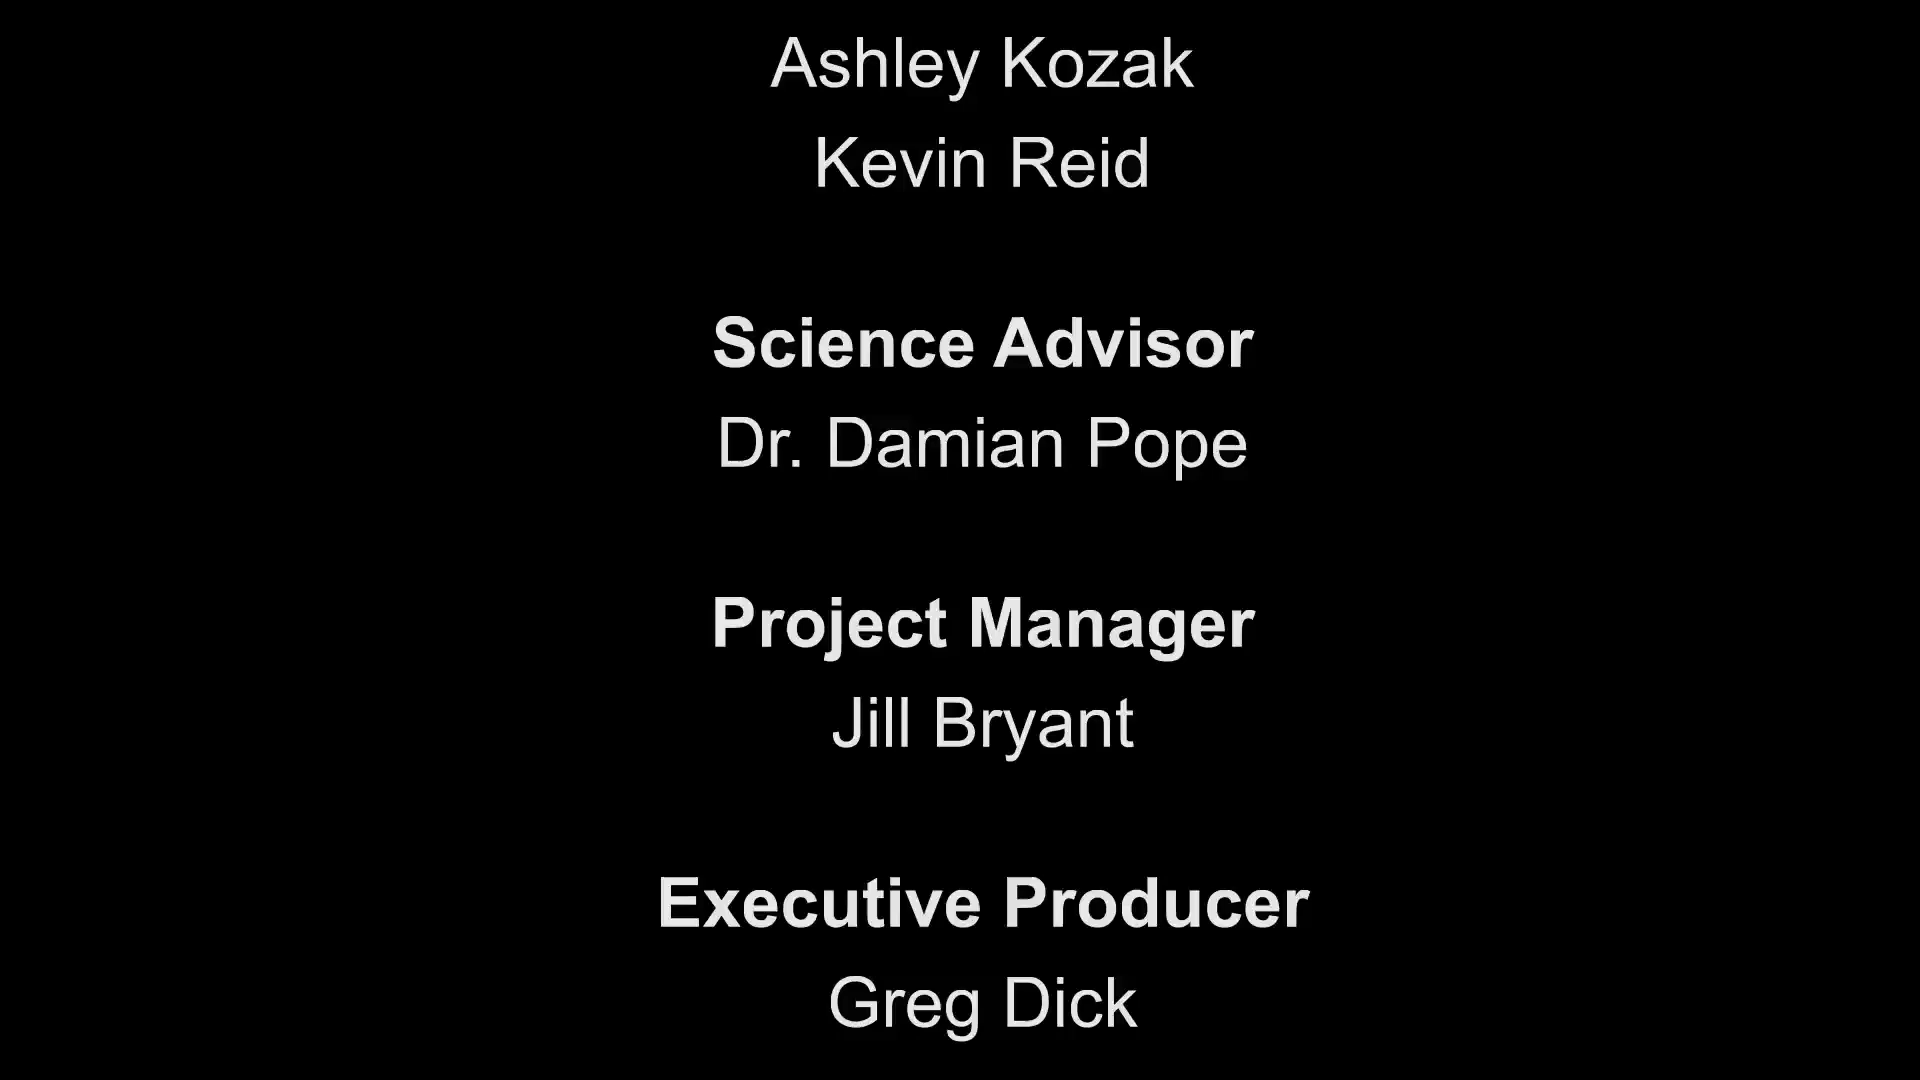 Ashley Kozak
Kevin Reid
Science Advisor
Dr. Damian Pope
Project Manager
Jill Bryant
Executive Producer
Greg Dick